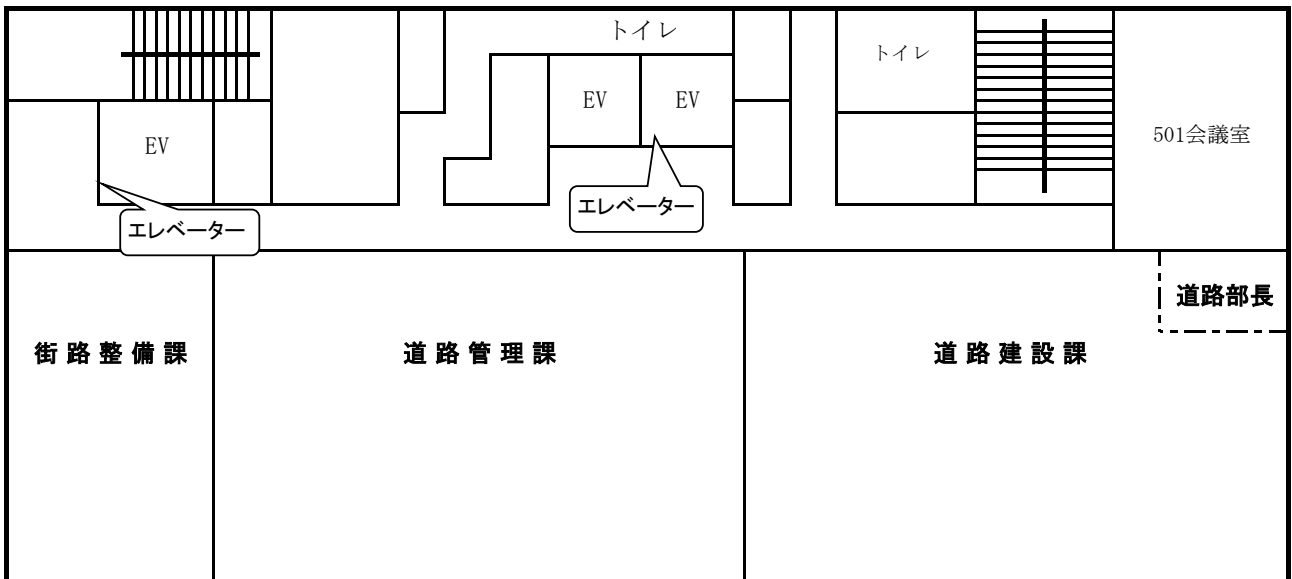 トイレ
トイレ
EV
EV
EV
501会議室
エレベーター
エレベーター
道路部長
街路整備課
道路管理課
道路建設課